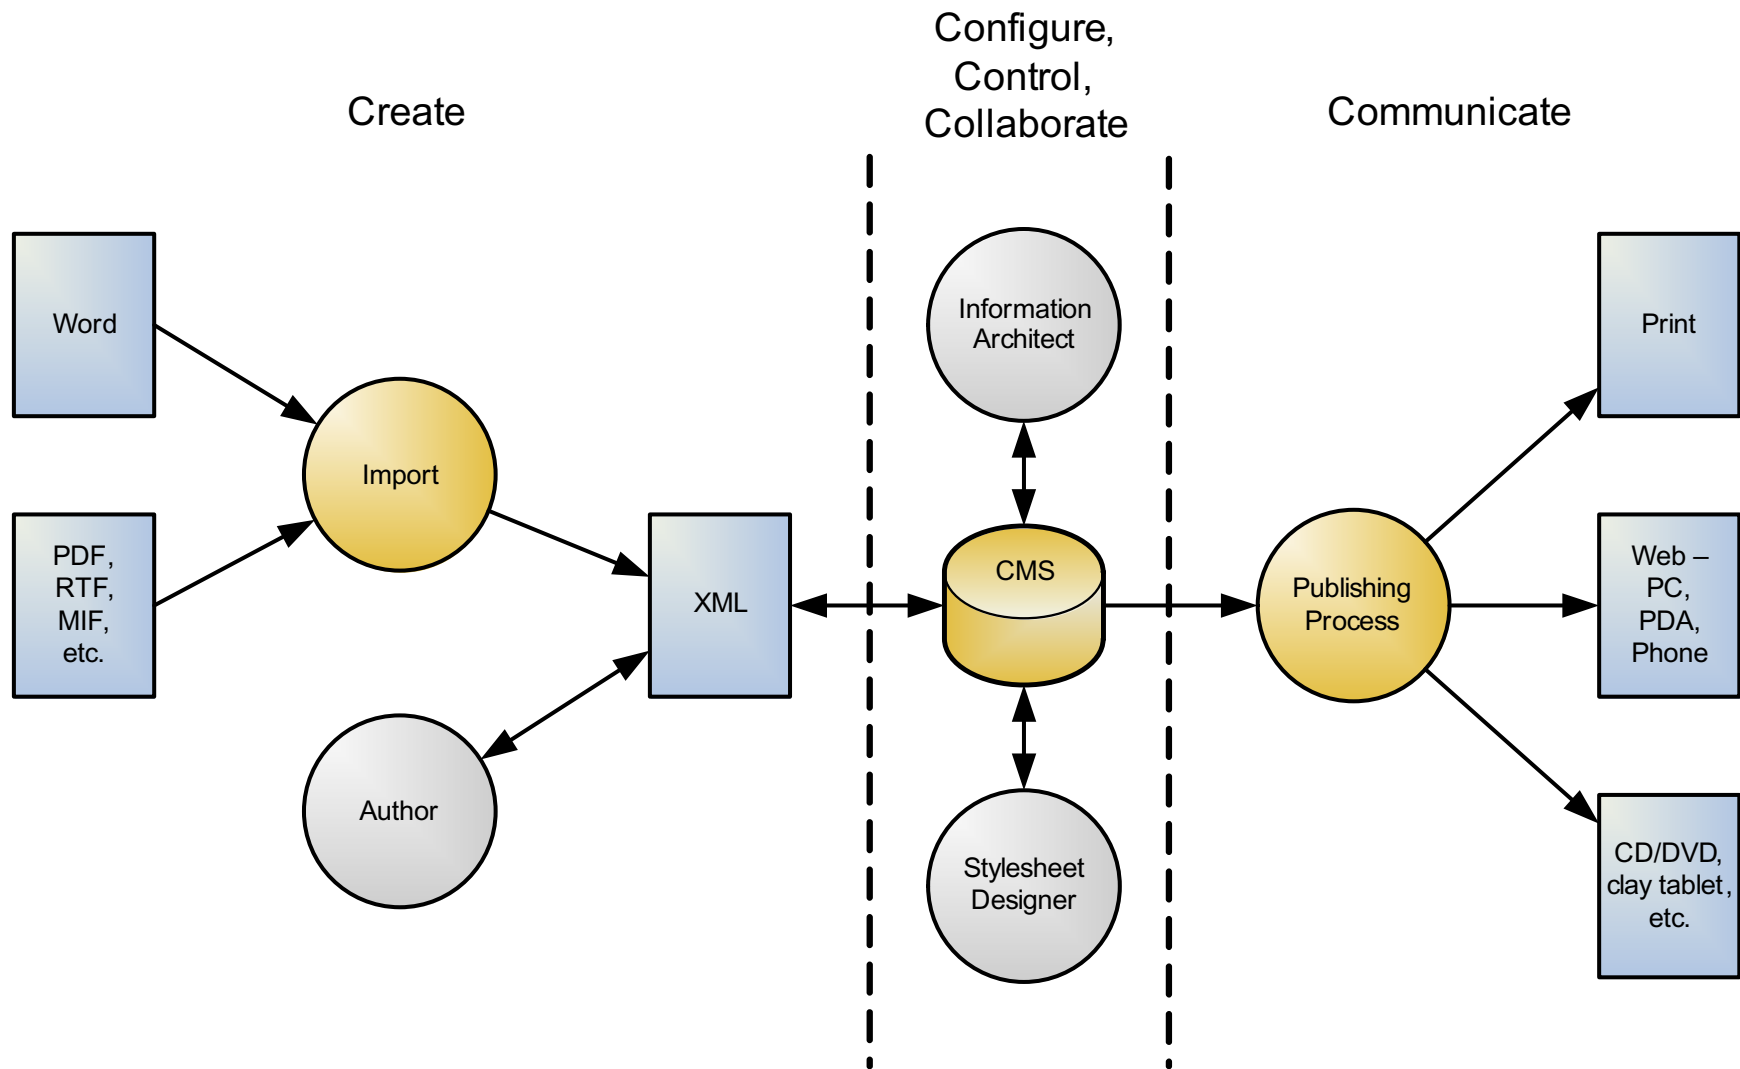 Create
Configure,
Control,
Collaborate
Communicate
Word
PDF,
RTF,
MIF,
etc.
Import
Author
XML
Information
Architect
CMS
Stylesheet
Designer
Publishing
Process
Print
Web –
PC,
PDA,
Phone
CD/DVD,
clay tablet,
etc.